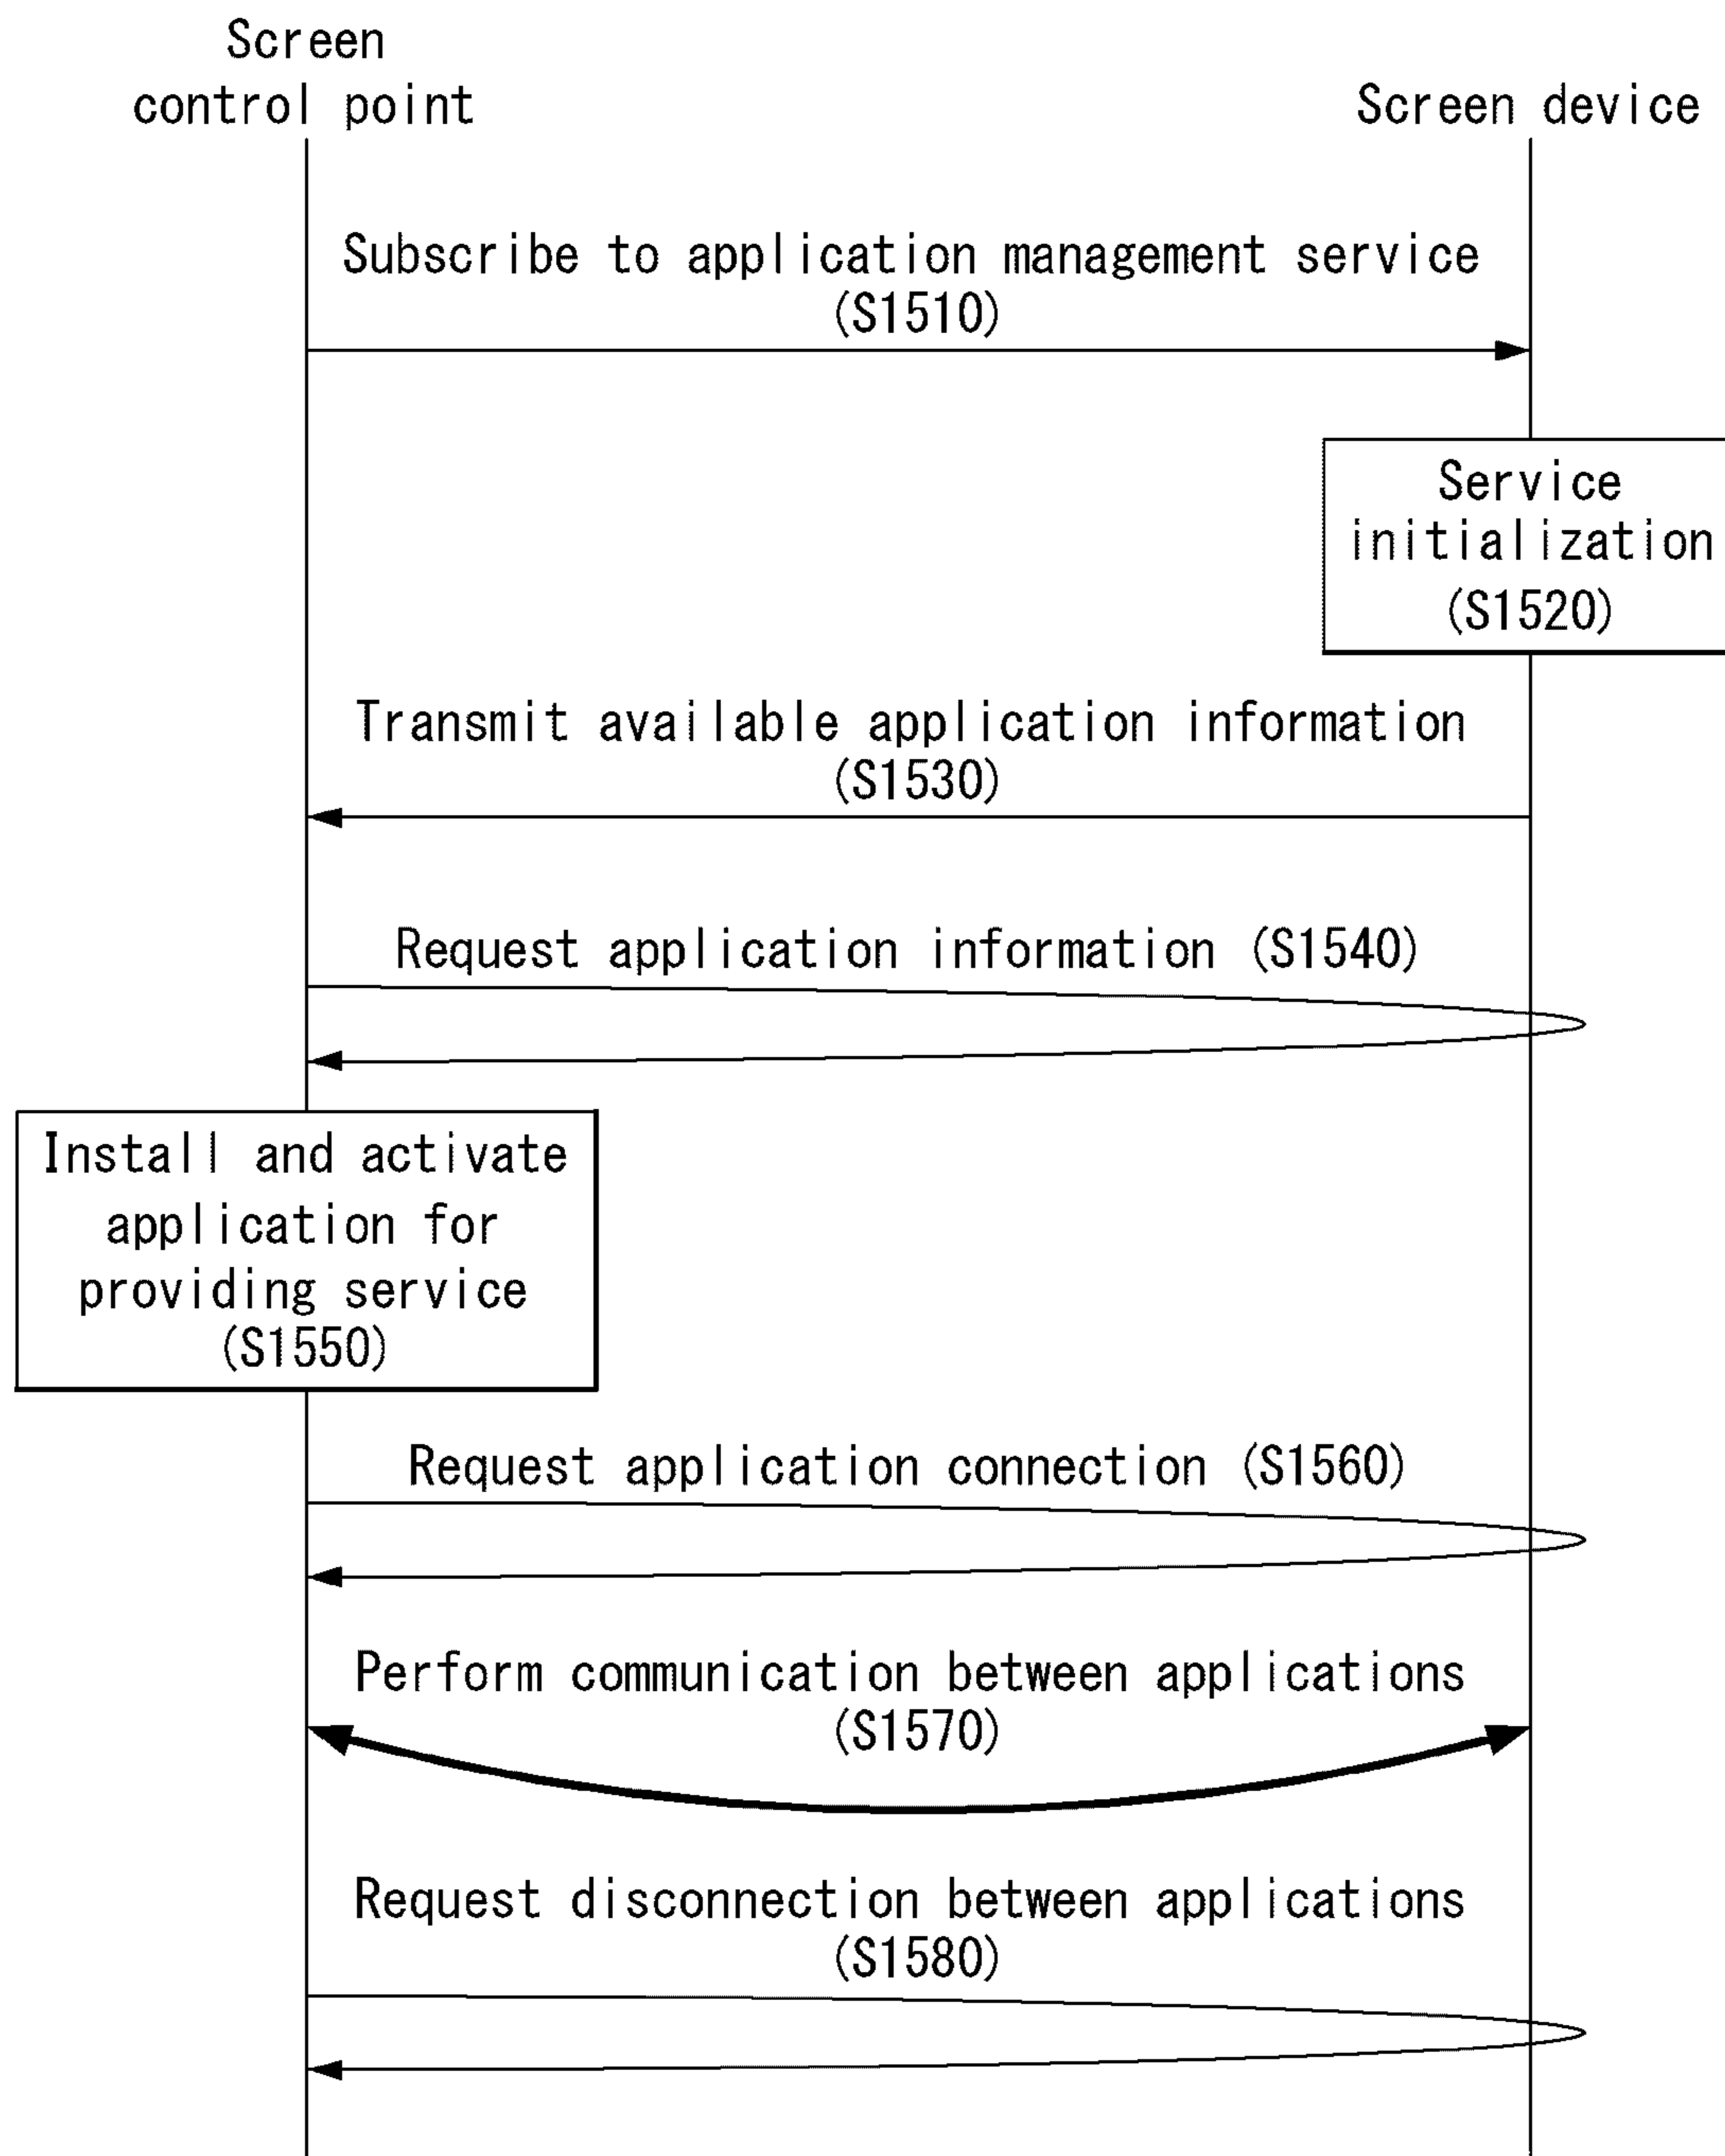 Screen
control point
Screen device
Subscribe to application management service
(S1510)
Service
initialization
(S1520)
Transmit available application information
(S1530)
Request application information (S1540)
Install and activate
application for
providing service
(S1550)
Request application connection (S1560)
Perform communication between applications
(S1570)
Request disconnection between applications
(S1580)